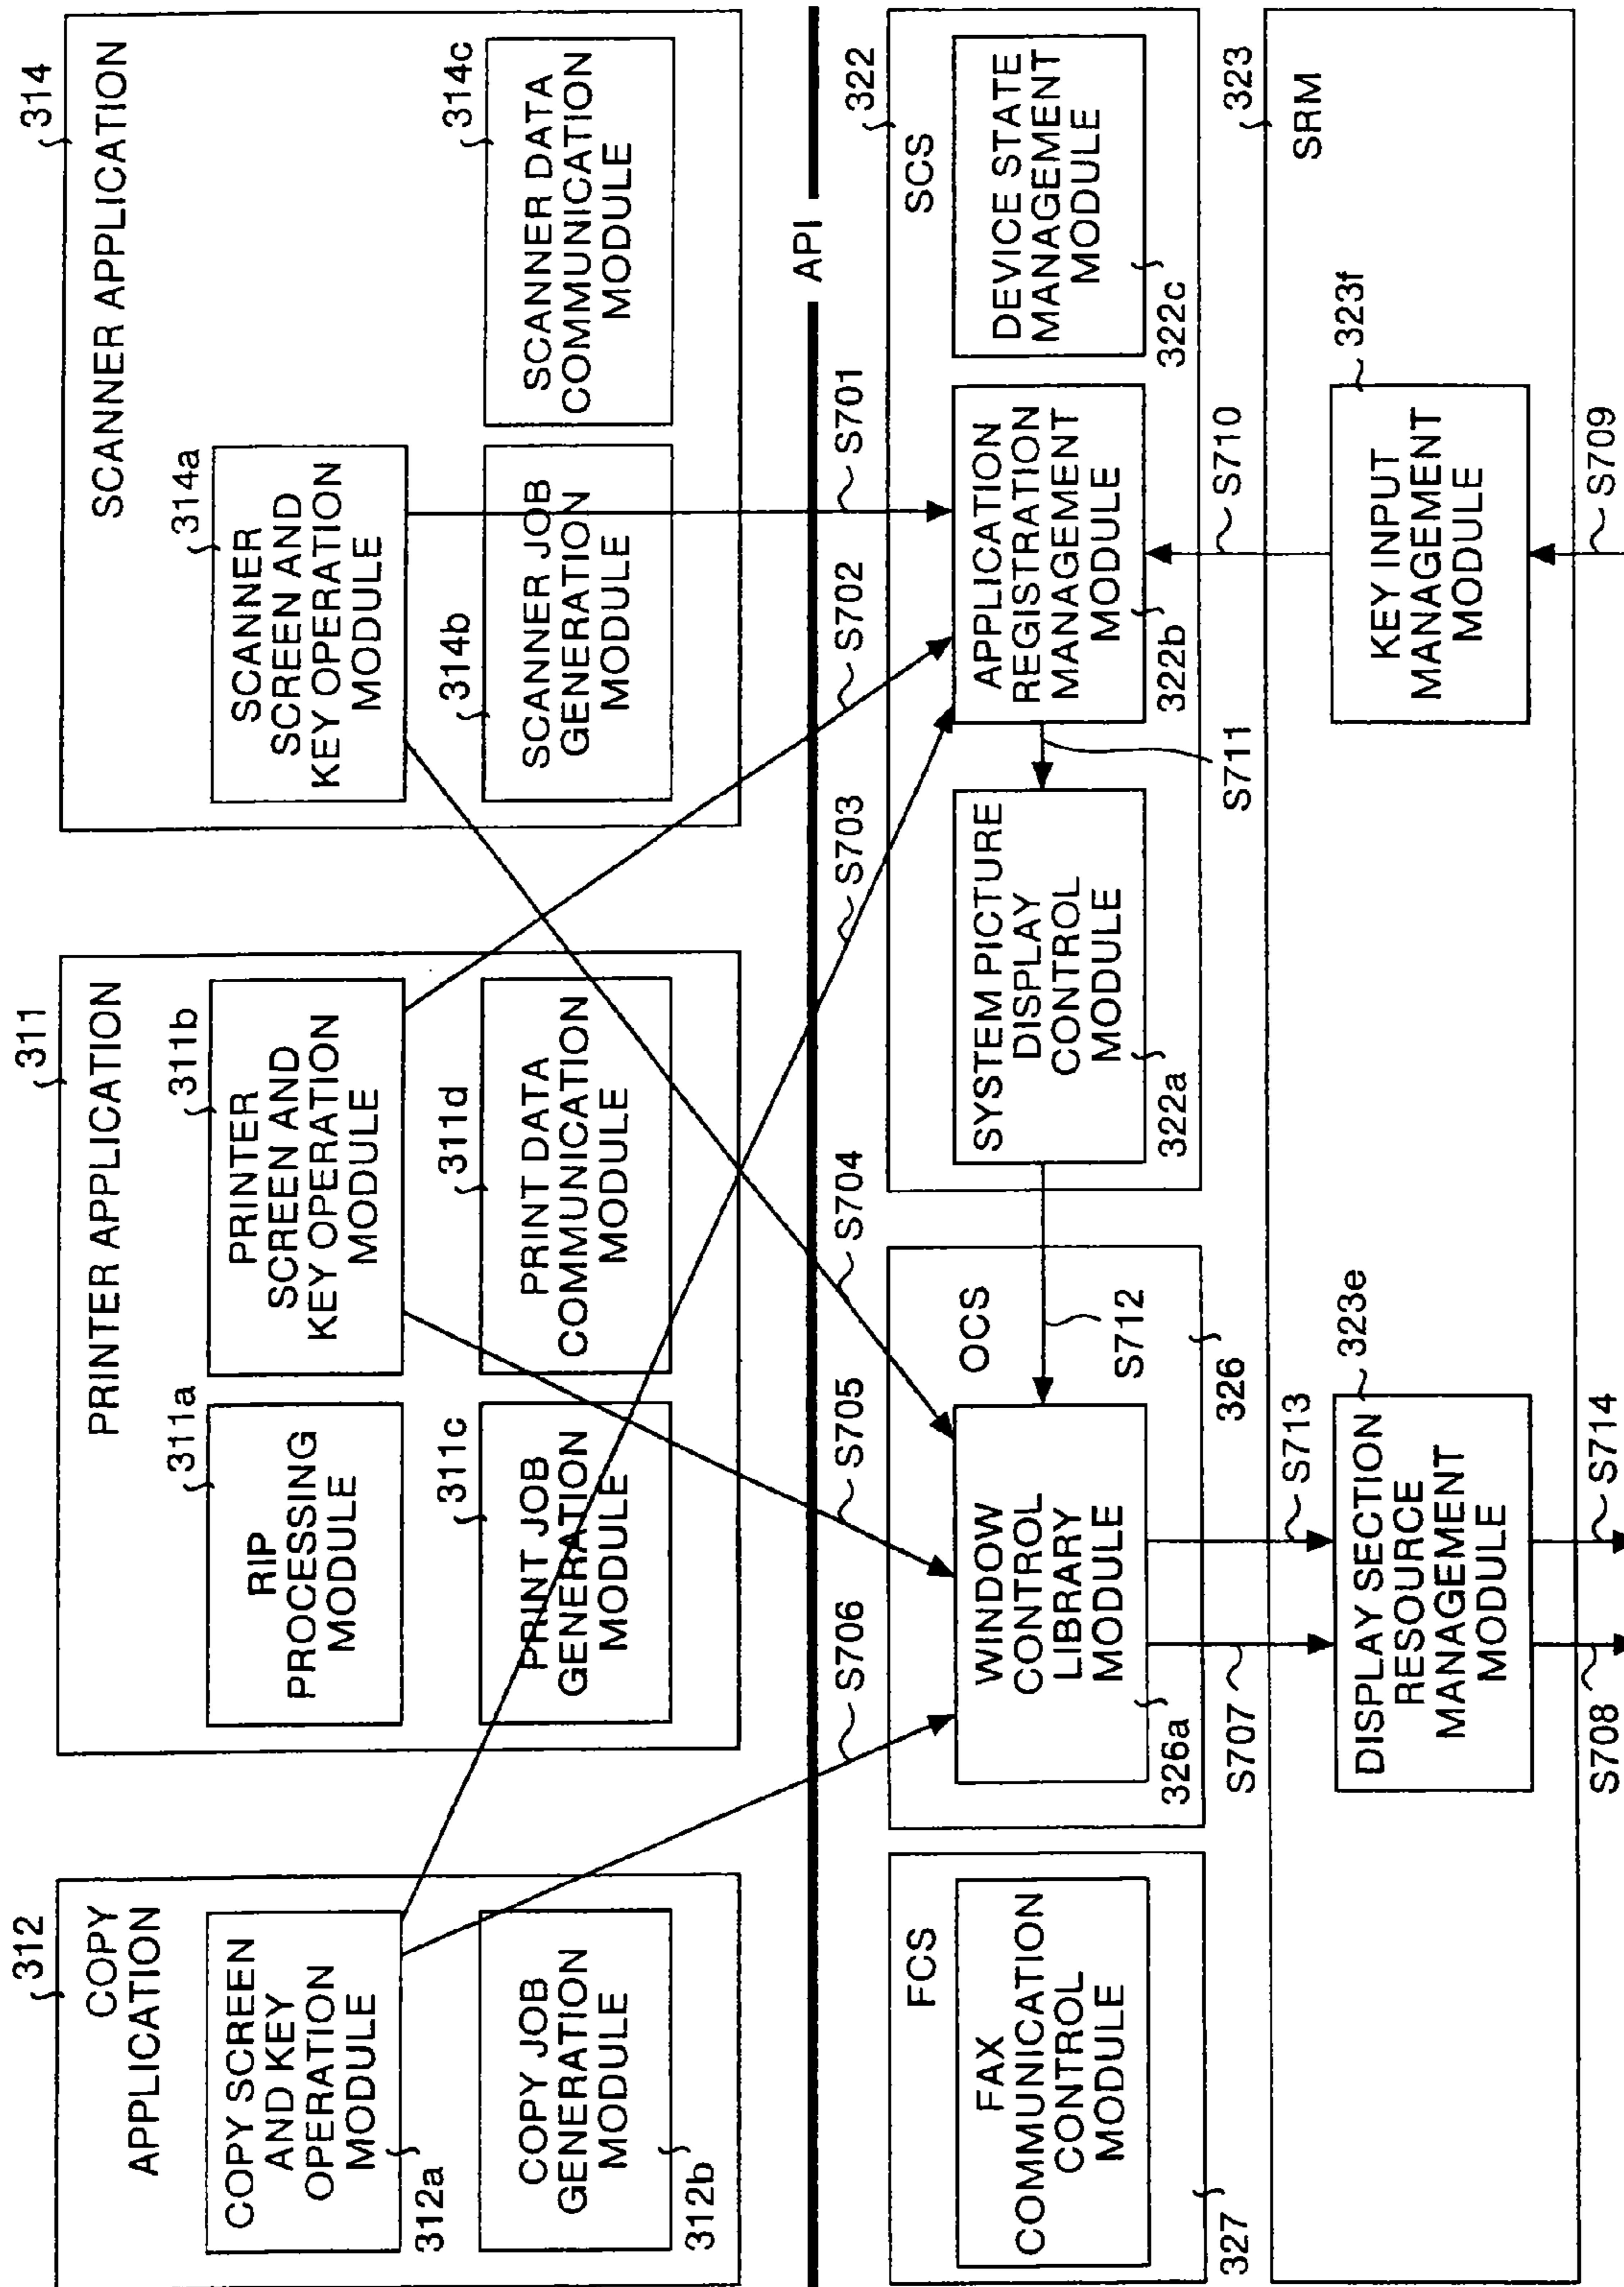 312
COPY
APPLICATION
COPY SCREEN
AND KEY
OPERATION
MODULE
312a
COPY JOB
GENERATION
MODULE
312b
311
PRINTER APPLICATION
311a
RIP
PROCESSING
MODULE
311b
PRINTER
SCREEN AND
KEY OPERATION
MODULE
311c
PRINT JOB
GENERATION
MODULE
311d
PRINT DATA
COMMUNICATION
MODULE
314
SCANNER APPLICATION
314a
SCANNER
SCREEN AND
KEY OPERATION
MODULE
314b
SCANNER JOB
GENERATION
MODULE
314c
SCANNER DATA
COMMUNICATION
MODULE
API
S706
S705
S704
S703
S702
S701
FCS
FAX
COMMUNICATION
CONTROL
MODULE
327
OCS
WINDOW
CONTROL
LIBRARY
MODULE
326a
S712
326
322
SCS
SYSTEM PICTURE
DISPLAY
CONTROL
MODULE
322a
S711
APPLICATION
REGISTRATION
MANAGEMENT
MODULE
322b
DEVICE STATE
MANAGEMENT
MODULE
322c
S707
S713
S710
323
SRM
323e
DISPLAY SECTION
RESOURCE
MANAGEMENT
MODULE
323f
KEY INPUT
MANAGEMENT
MODULE
S708
S714
S709